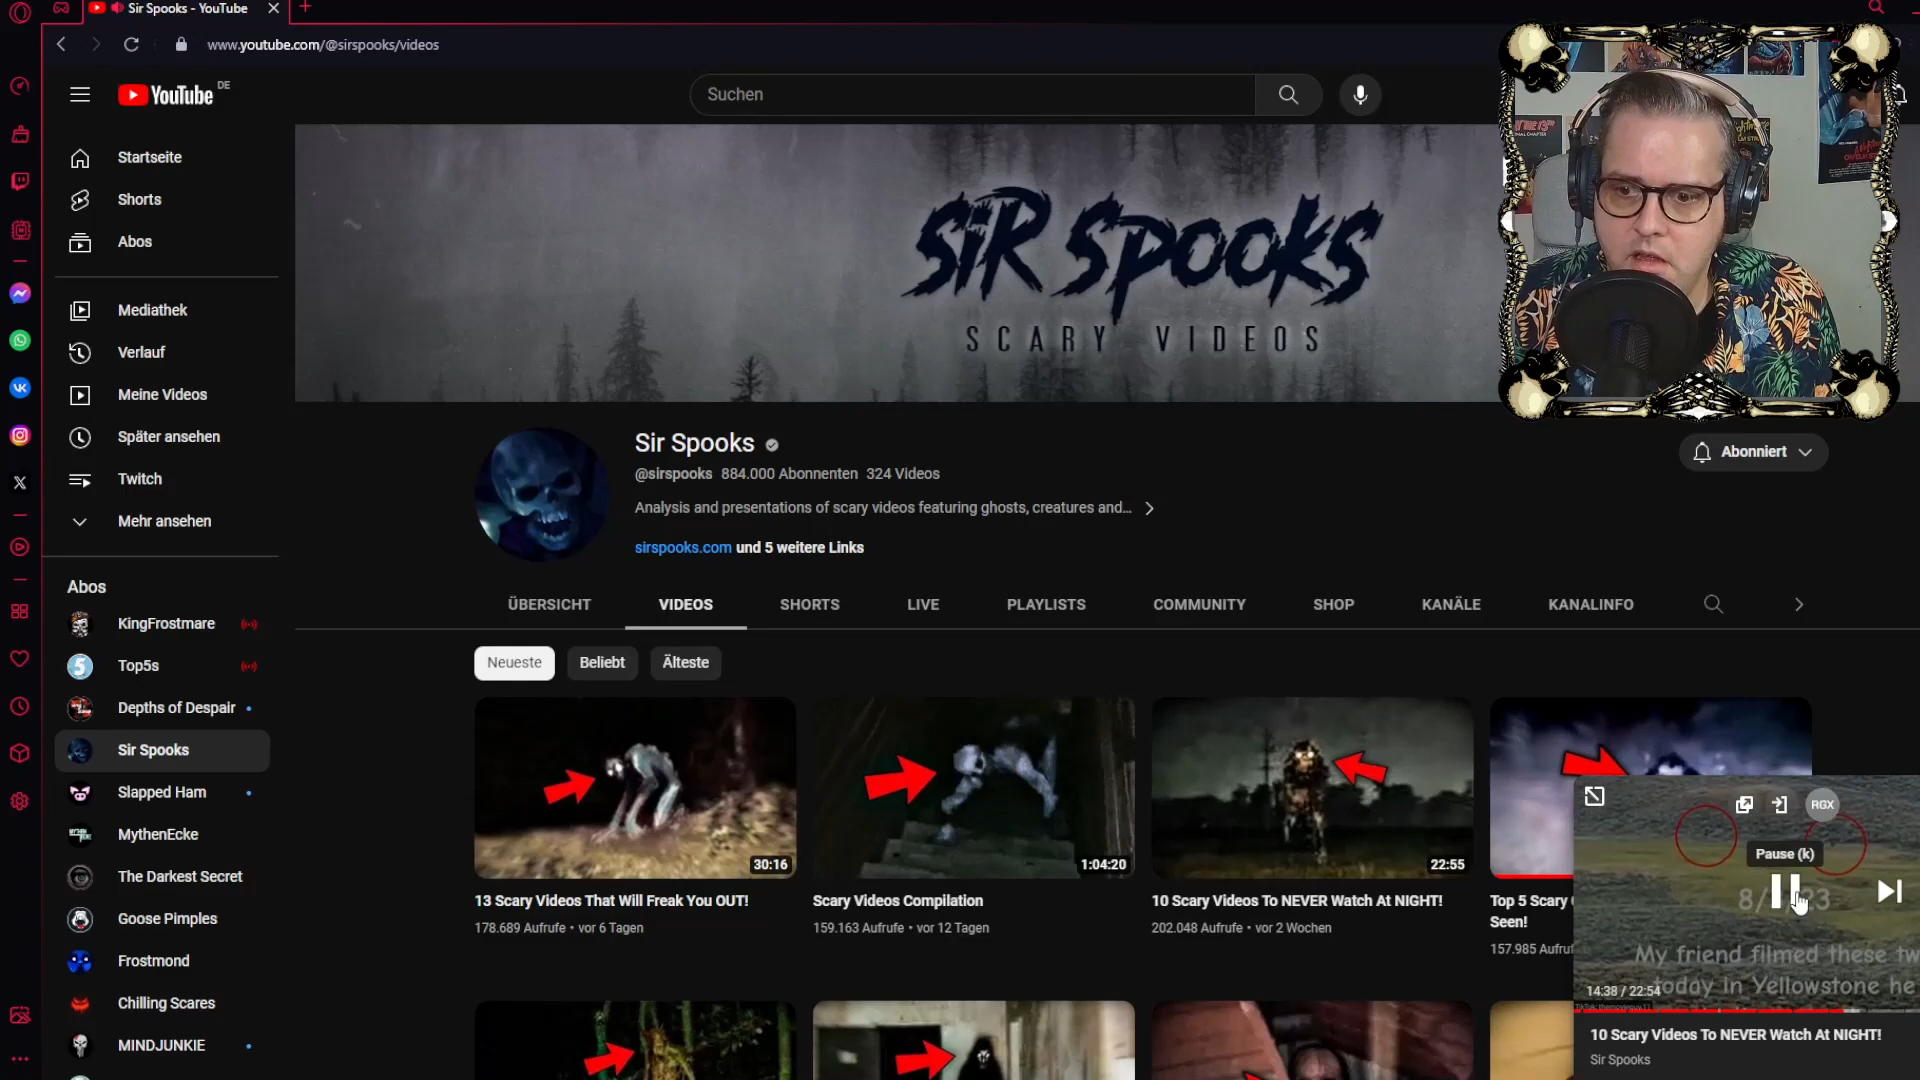 Sir Spooks - YouTube
www.youtube.com/@sirspooks/videos
YouTube DE
Suchen
Startseite
Shorts
Abos
Mediathek
Verlauf
Meine Videos
Später ansehen
Twitch
Mehr ansehen
Abos
KingFrostmare
Top5s
Depths of Despair
Sir Spooks
Slapped Ham
MythenEcke
The Darkest Secret
Goose Pimples
Frostmond
Chilling Scares
MINDJUNKIE
SIR SPOOKS
SCARY VIDEOS
Sir Spooks
@sirspooks 884.000 Abonnenten 324 Videos
Analysis and presentations of scary videos featuring ghosts, creatures and...
sirspooks.com und 5 weitere Links
Abonniert
ÜBERSICHT VIDEOS SHORTS LIVE PLAYLISTS COMMUNITY SHOP KANÄLE KANALINFO
Neueste Beliebt Älteste
30:16
1:04:20
22:55
13 Scary Videos That Will Freak You OUT!
178.689 Aufrufe • vor 6 Tagen
Scary Videos Compilation
159.163 Aufrufe • vor 12 Tagen
10 Scary Videos To NEVER Watch At NIGHT!
202.048 Aufrufe • vor 2 Wochen
Top 5 Scary
Seen!
157.985 Aufru
RGX
Pause (k)
My friend filmed these tw
today in Yellowstone he
14:38 / 22:54
10 Scary Videos To NEVER Watch At NIGHT!
Sir Spooks